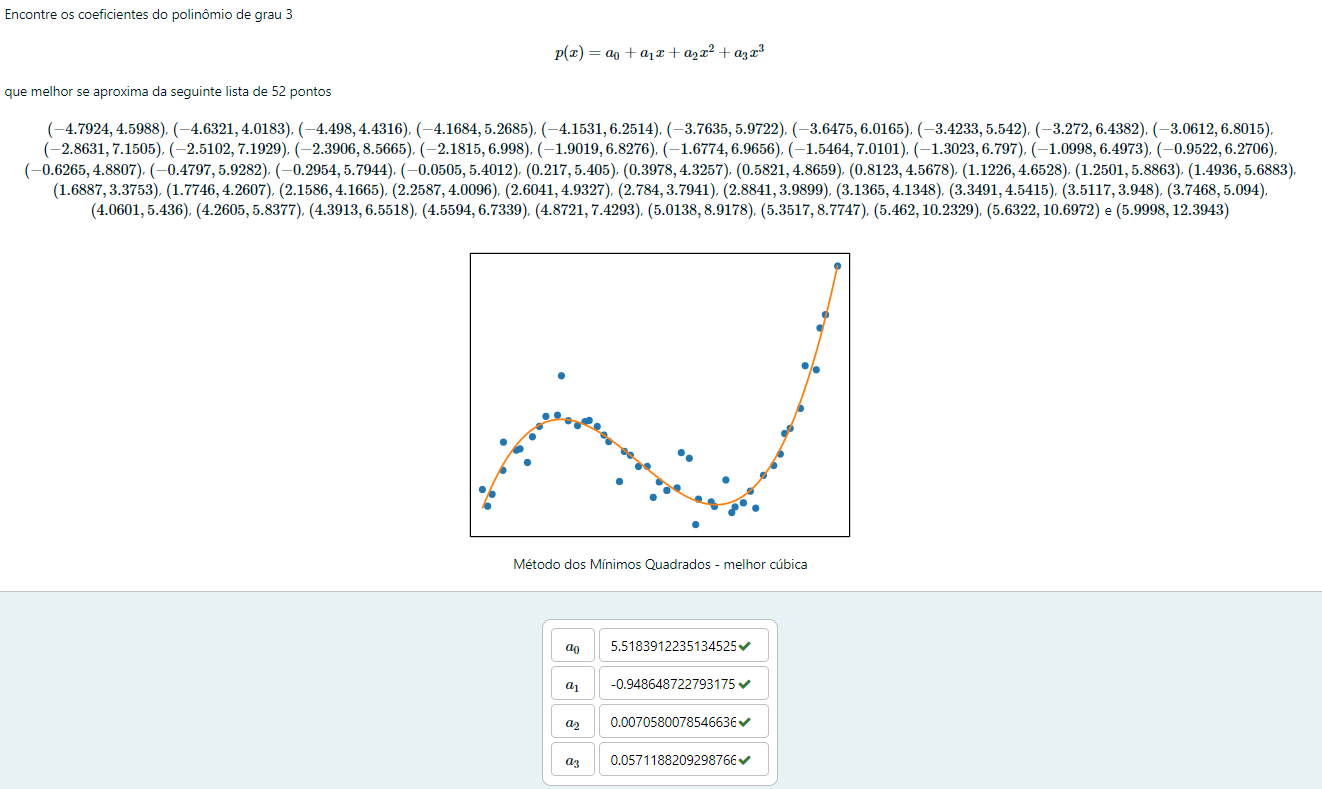 Encontre os coeficientes do polinômio de grau 3
p(x) = a₀ + a₁x + a₂x² + a₃x³
que melhor se aproxima da seguinte lista de 52 pontos
(−4.7924, 4.5988), (−4.6321, 4.0183), (−4.498, 4.4316), (−4.1684, 5.2685), (−4.1531, 6.2514), (−3.7635, 5.9722), (−3.6475, 6.0165), (−3.4233, 5.542), (−3.272, 6.4382), (−3.0612, 6.8015),
(−2.8631, 7.1505), (−2.5102, 7.1929), (−2.3906, 8.5665), (−2.1815, 6.998), (−1.9019, 6.8276), (−1.6774, 6.9656), (−1.5464, 7.0101), (−1.3023, 6.797), (−1.0998, 6.4973), (−0.9522, 6.2706),
(−0.6265, 4.8807), (−0.4797, 5.9282), (−0.2954, 5.7944), (−0.0505, 5.4012), (0.217, 5.405), (0.3978, 4.3257), (0.5821, 4.8659), (0.8123, 4.5678), (1.1226, 4.6528), (1.2501, 5.8863), (1.4936, 5.6883),
(1.6887, 3.3753), (1.7746, 4.2607), (2.1586, 4.1665), (2.2587, 4.0096), (2.6041, 4.9327), (2.784, 3.7941), (2.8841, 3.9899), (3.1365, 4.1348), (3.3491, 4.5415), (3.5117, 3.948), (3.7468, 5.094),
(4.0601, 5.436), (4.2605, 5.8377), (4.3913, 6.5518), (4.5594, 6.7339), (4.8721, 7.4293), (5.0138, 8.9178), (5.3517, 8.7747), (5.462, 10.2329), (5.6322, 10.6972) e (5.9998, 12.3943)
Método dos Mínimos Quadrados - melhor cúbica
a₀ 5.5183912235134525
a₁ -0.948648722793175
a₂ 0.0070580078546636
a₃ 0.0571188209298766